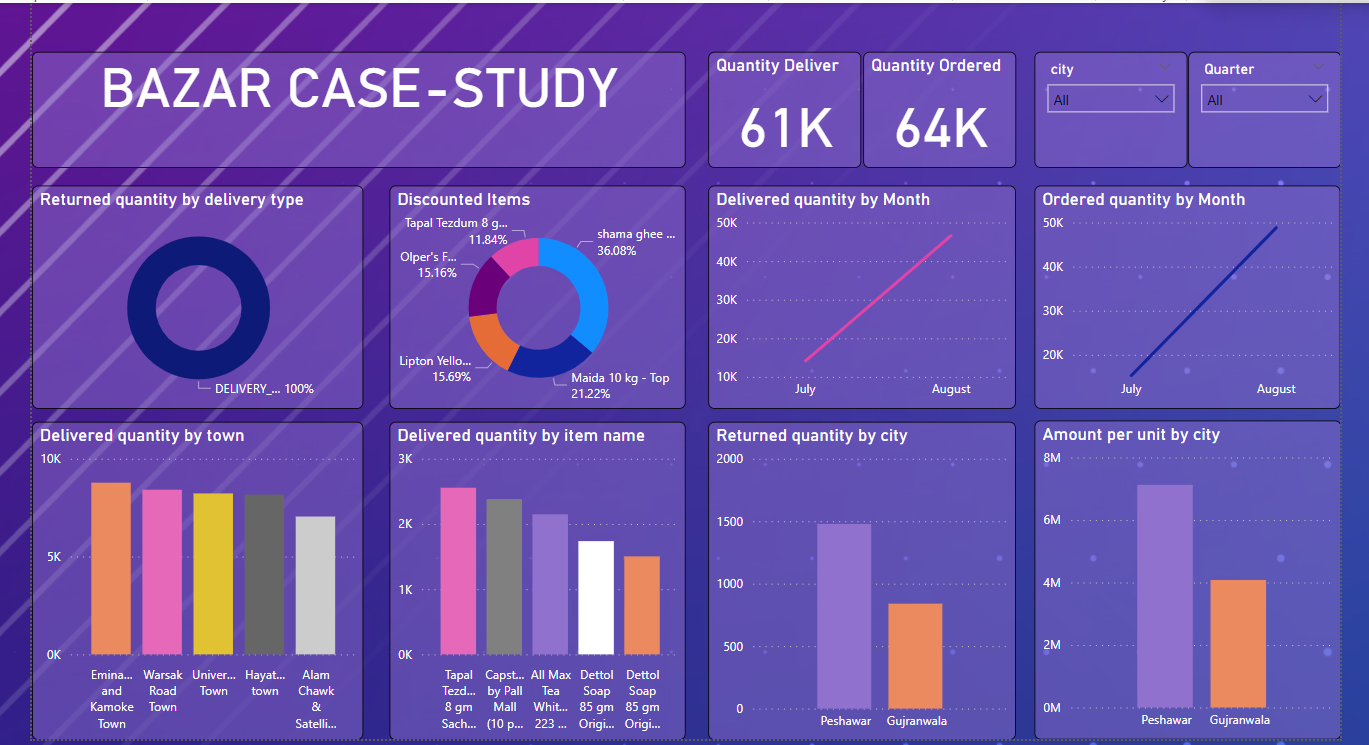 BAZAR CASE-STUDY
Quantity Deliver
61K
Quantity Ordered
64K
city
All
Quarter
All
Returned quantity by delivery type
DELIVERY_... 100%
Discounted Items
Tapal Tezdum 8 g...
11.84%
shama ghee ...
36.08%
Olper's F...
15.16%
Lipton Yello...
15.69%
Maida 10 kg - Top
21.22%
Delivered quantity by Month
50K
40K
30K
20K
10K
July
August
Ordered quantity by Month
50K
40K
30K
20K
July
August
Delivered quantity by town
10K
5K
0K
Emina...
and
Kamoke
Town
Warsak
Road
Town
Univer...
Town
Hayat...
town
Alam
Chawk
&
Satelli...
Delivered quantity by item name
3K
2K
1K
0K
Tapal
Tezd...
8 gm
Sach...
Capst...
by Pall
Mall
(10 p...
All Max
Tea
Whit...
223 ...
Dettol
Soap
85 gm
Origi...
Dettol
Soap
85 gm
Origi...
Returned quantity by city
2000
1500
1000
500
0
Peshawar
Gujranwala
Amount per unit by city
8M
6M
4M
2M
0M
Peshawar
Gujranwala